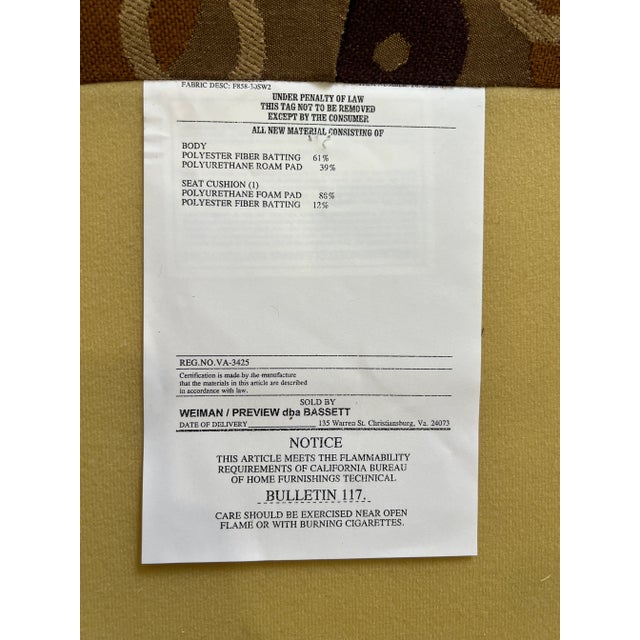 FABRIC DESC: F858-30SW2
UNDER PENALTY OF LAW
THIS TAG NOT TO BE REMOVED
EXCEPT BY THE CONSUMER
ALL NEW MATERIAL CONSISTING OF
BODY
POLYESTER FIBER BATTING 61%
POLYURETHANE ROAM PAD 39%
SEAT CUSHION (1)
POLYURETHANE FOAM PAD 86%
POLYESTER FIBER BATTING 12%
REG.NO.VA-3425
Certification is made by the manufacture
that the materials in this article are described
in accordance with law.
SOLD BY
WEIMAN / PREVIEW dba BASSETT
DATE OF DELIVERY 135 Warren St. Christiansburg, Va. 24073
NOTICE
THIS ARTICLE MEETS THE FLAMMABILITY
REQUIREMENTS OF CALIFORNIA BUREAU
OF HOME FURNISHINGS TECHNICAL
BULLETIN 117.
CARE SHOULD BE EXERCISED NEAR OPEN
FLAME OR WITH BURNING CIGARETTES.